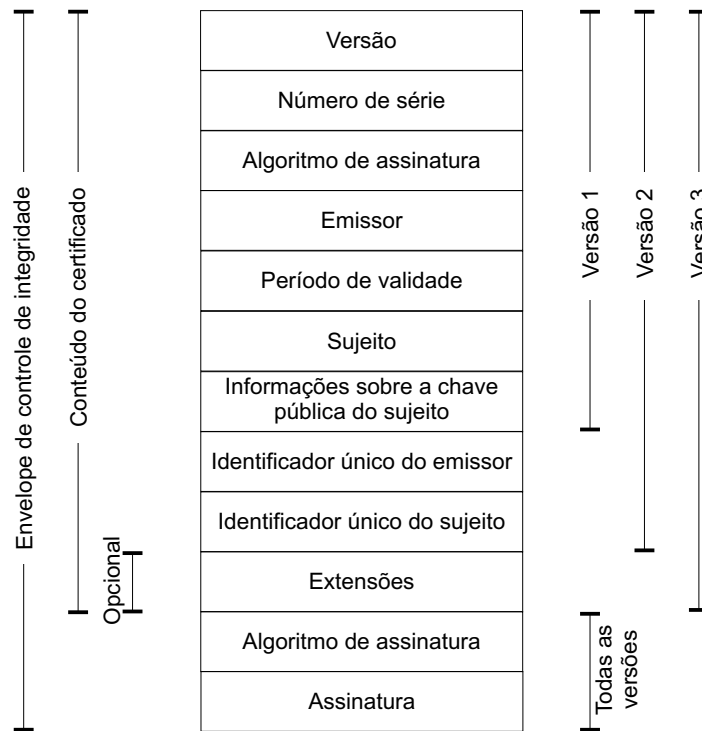 Versão
Número de série
Algoritmo de assinatura
Emissor
Período de validade
Sujeito
Informações sobre a chave
pública do sujeito
Identificador único do emissor
Identificador único do sujeito
Extensões
Algoritmo de assinatura
Assinatura
Envelope de controle de integridade
Conteúdo do certificado
Opcional
Versão 1
Versão 2
Versão 3
Todas as
versões